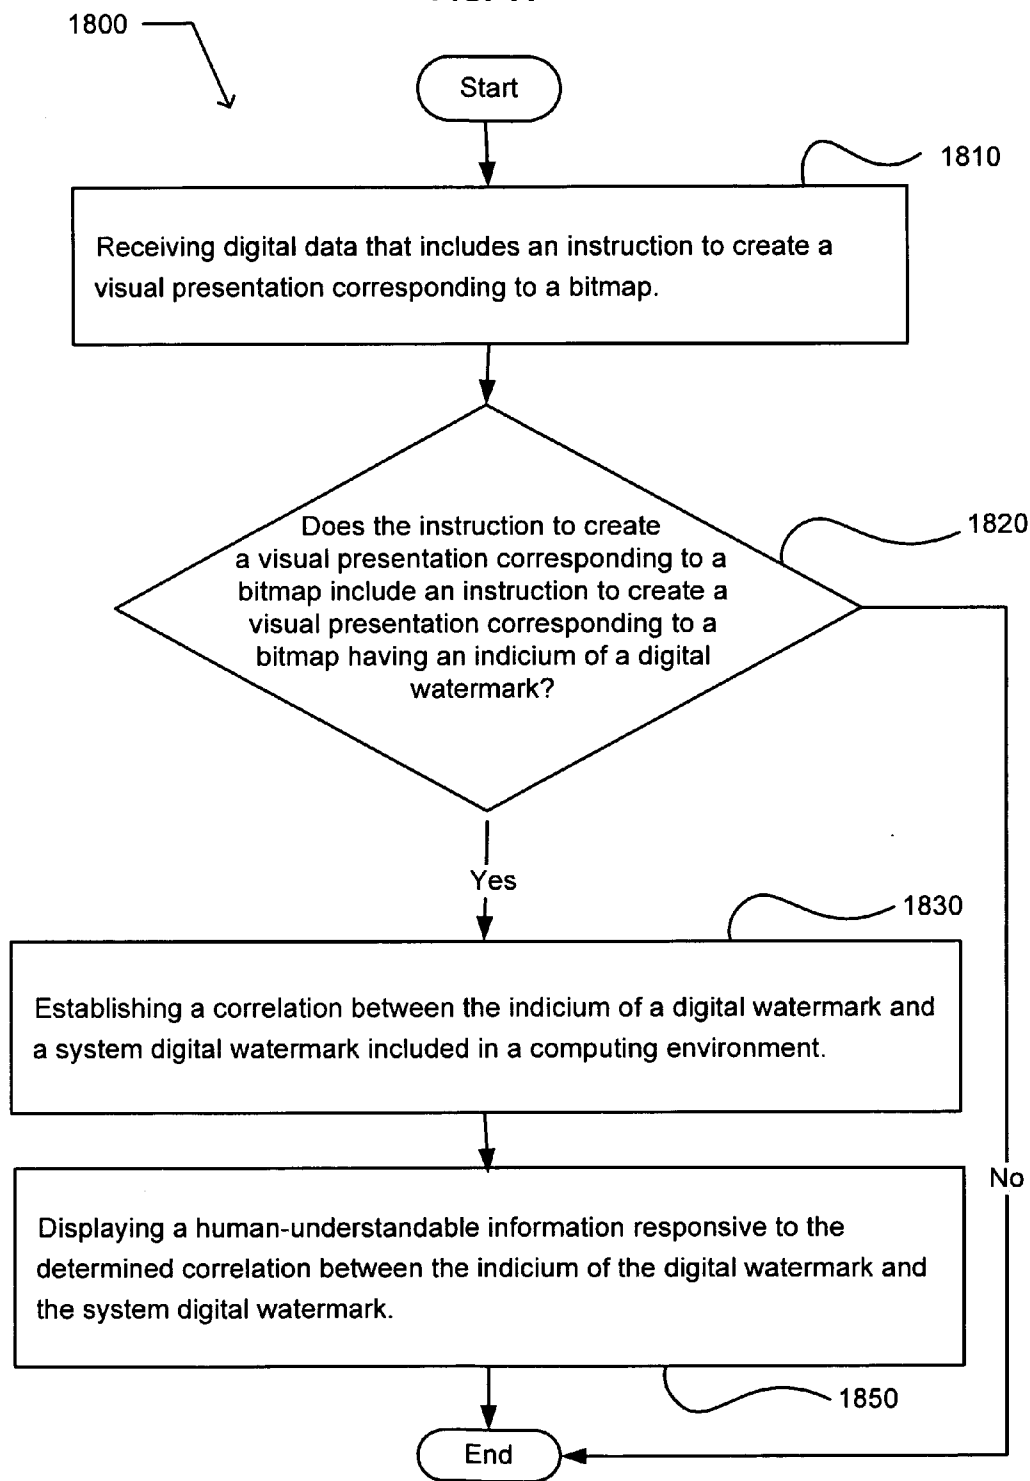 1800
Start
1810
Receiving digital data that includes an instruction to create a
visual presentation corresponding to a bitmap.
Does the instruction to create
a visual presentation corresponding to a
bitmap include an instruction to create a
visual presentation corresponding to a
bitmap having an indicium of a digital
watermark?
1820
Yes
1830
Establishing a correlation between the indicium of a digital watermark and
a system digital watermark included in a computing environment.
No
Displaying a human-understandable information responsive to the
determined correlation between the indicium of the digital watermark and
the system digital watermark.
1850
End